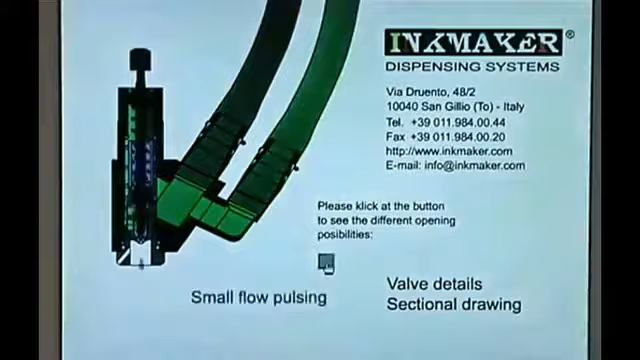 INKMAKER®
DISPENSING SYSTEMS
Via Druento, 48/2
10040 San Gillio (To) - Italy
Tel. +39 011.984.00.44
Fax +39 011.984.00.20
http://www.inkmaker.com
E-mail: info@inkmaker.com
Please klick at the button
to see the different opening
posibilities:
Small flow pulsing
Valve details
Sectional drawing